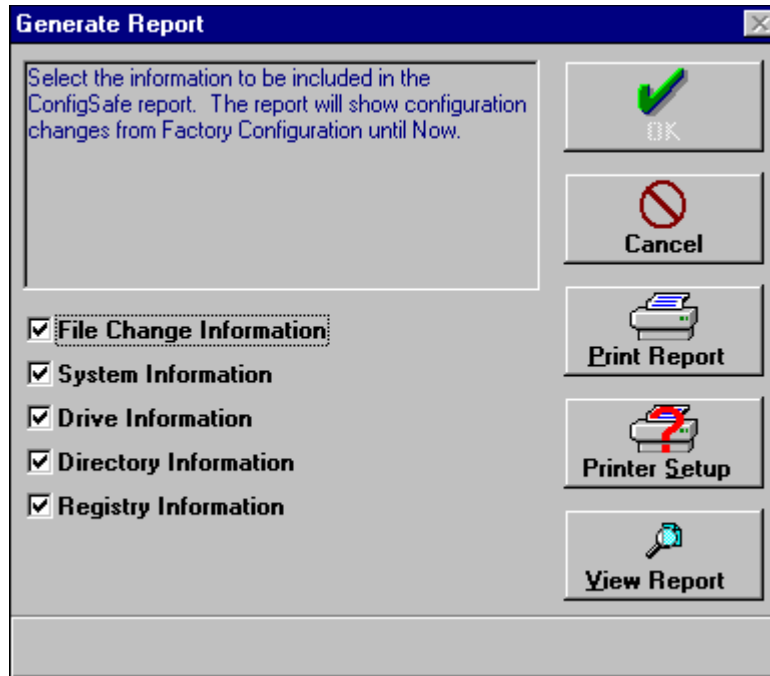 Generate Report
Select the information to be included in the
ConfigSafe report.  The report will show configuration
changes from Factory Configuration until Now.
OK
Cancel
Print Report
Printer Setup
View Report
File Change Information
System Information
Drive Information
Directory Information
Registry Information